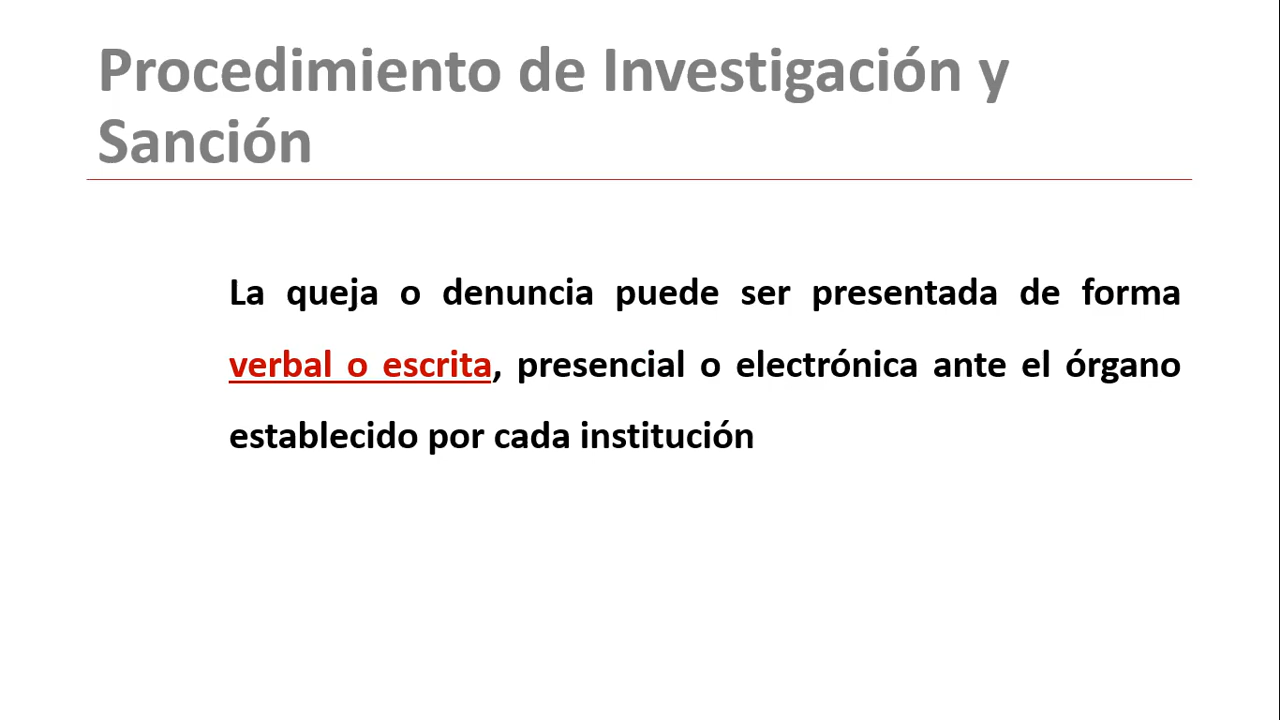 Procedimiento de Investigación y
Sanción
La queja o denuncia puede ser presentada de forma
verbal o escrita, presencial o electrónica ante el órgano
establecido por cada institución